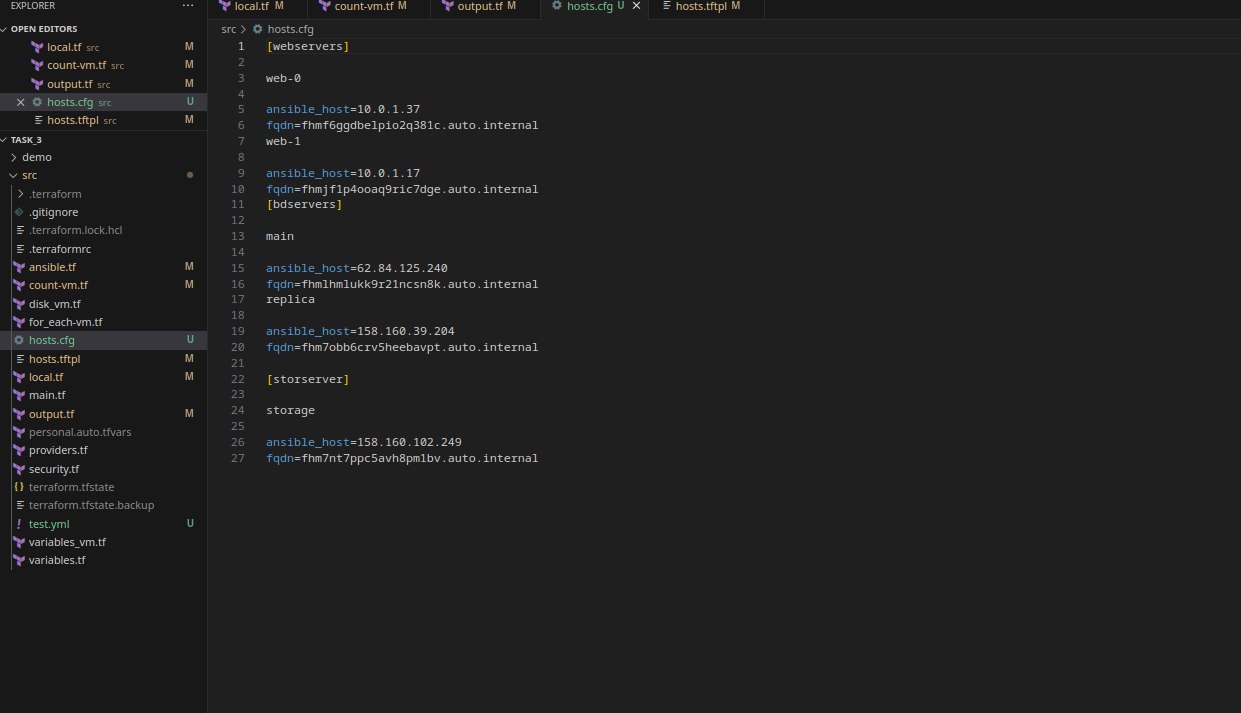 EXPLORER ...
OPEN EDITORS
local.tf src M
count-vm.tf src M
output.tf src M
hosts.cfg src U
hosts.tftpl src M
TASK_3
demo
src
.terraform
.gitignore
.terraform.lock.hcl
.terraformrc
ansible.tf M
count-vm.tf M
disk_vm.tf
for_each-vm.tf
hosts.cfg U
hosts.tftpl M
local.tf M
main.tf
output.tf M
personal.auto.tfvars
providers.tf
security.tf
terraform.tfstate
terraform.tfstate.backup
test.yml U
variables_vm.tf
variables.tf
local.tf M count-vm.tf M output.tf M hosts.cfg U hosts.tftpl M
src > hosts.cfg
1 [webservers]
2
3 web-0
4
5 ansible_host=10.0.1.37
6 fqdn=fhmf6ggdbelpio2q381c.auto.internal
7 web-1
8
9 ansible_host=10.0.1.17
10 fqdn=fhmjf1p4ooaq9ric7dge.auto.internal
11 [bdservers]
12
13 main
14
15 ansible_host=62.84.125.240
16 fqdn=fhmlhmlukk9r21ncsn8k.auto.internal
17 replica
18
19 ansible_host=158.160.39.204
20 fqdn=fhm7obb6crv5heebavpt.auto.internal
21
22 [storserver]
23
24 storage
25
26 ansible_host=158.160.102.249
27 fqdn=fhm7nt7ppc5avh8pm1bv.auto.internal